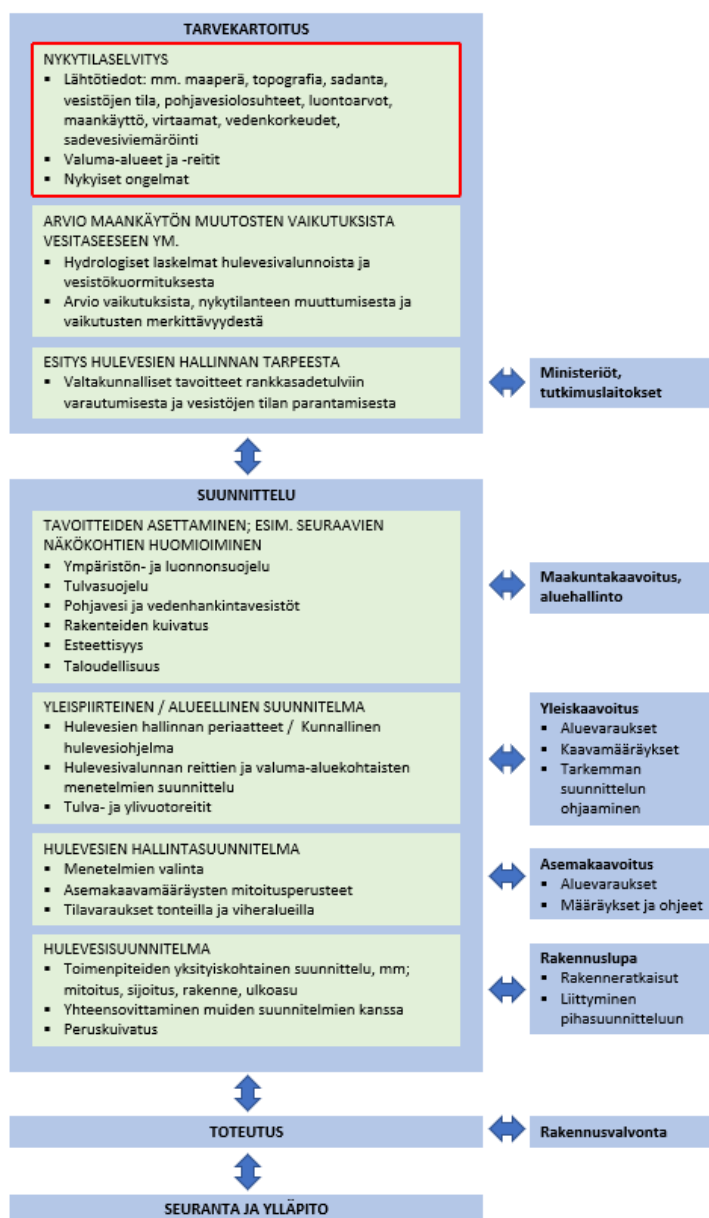 TARVEKARTOITUS
NYKYTILASELVITYS
▪ Lähtötiedot: mm. maaperä, topografia, sadanta,
vesistöjen tila, pohjavesiolosuhteet, luontoarvot,
maankäyttö, virtaamat, vedenkorkeudet,
sadevesiviemäröinti
▪ Valuma-alueet ja -reitit
▪ Nykyiset ongelmat
ARVIO MAANKÄYTÖN MUUTOSTEN VAIKUTUKSISTA
VESITASEESEEN YM.
▪ Hydrologiset laskelmat hulevesivalunnoista ja
vesistökuormituksesta
▪ Arvio vaikutuksista, nykytilanteen muuttumisesta ja
vaikutusten merkittävyydestä
ESITYS HULEVESIEN HALLINNAN TARPEESTA
▪ Valtakunnalliset tavoitteet rankkasadetulviin
varautumisesta ja vesistöjen tilan parantamisesta
Ministeriöt,
tutkimuslaitokset
SUUNNITTELU
TAVOITTEIDEN ASETTAMINEN; ESIM. SEURAAVIEN
NÄKÖKOHTIEN HUOMIOIMINEN
▪ Ympäristön- ja luonnonsuojelu
▪ Tulvasuojelu
▪ Pohjavesi ja vedenhankintavesistöt
▪ Rakenteiden kuivatus
▪ Esteettisyys
▪ Taloudellisuus
Maakuntakaavoitus,
aluehallinto
YLEISPIIRTEINEN / ALUEELLINEN SUUNNITELMA
▪ Hulevesien hallinnan periaatteet / Kunnallinen
hulevesiohjelma
▪ Hulevesivalunnan reittien ja valuma-aluekohtaisten
menetelmien suunnittelu
▪ Tulva- ja ylivuotoreitit
Yleiskaavoitus
▪ Aluevaraukset
▪ Kaavamääräykset
▪ Tarkemman
suunnittelun
ohjaaminen
HULEVESIEN HALLINTASUUNNITELMA
▪ Menetelmien valinta
▪ Asemakaavamääräysten mitoitusperusteet
▪ Tilavaraukset tonteilla ja viheralueilla
Asemakaavoitus
▪ Aluevaraukset
▪ Määräykset ja ohjeet
HULEVESISUUNNITELMA
▪ Toimenpiteiden yksityiskohtainen suunnittelu, mm;
mitoitus, sijoitus, rakenne, ulkoasu
▪ Yhteensovittaminen muiden suunnitelmien kanssa
▪ Peruskuivatus
Rakennuslupa
▪ Rakenneratkaisut
▪ Liittyminen
pihasuunnitteluun
TOTEUTUS
Rakennusvalvonta
SEURANTA JA YLLÄPITO